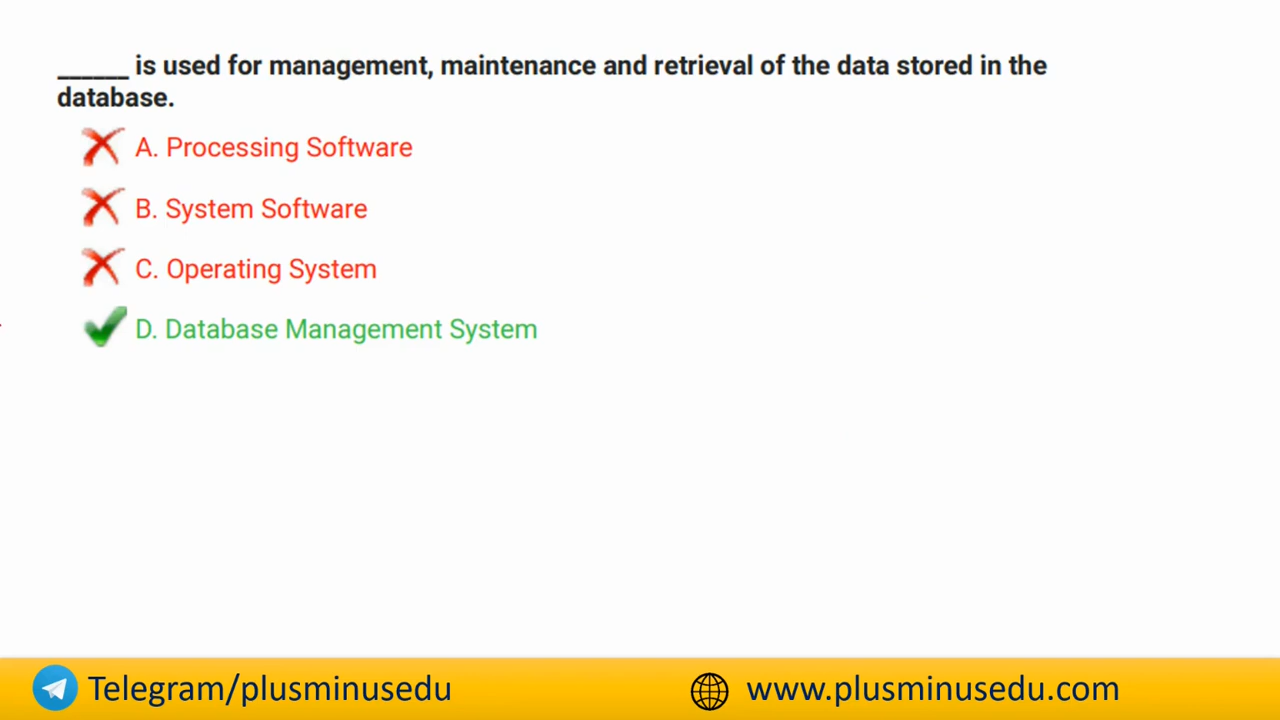 ______ is used for management, maintenance and retrieval of the data stored in the
database.
A. Processing Software
B. System Software
C. Operating System
D. Database Management System
Telegram/plusminusedu
www.plusminusedu.com